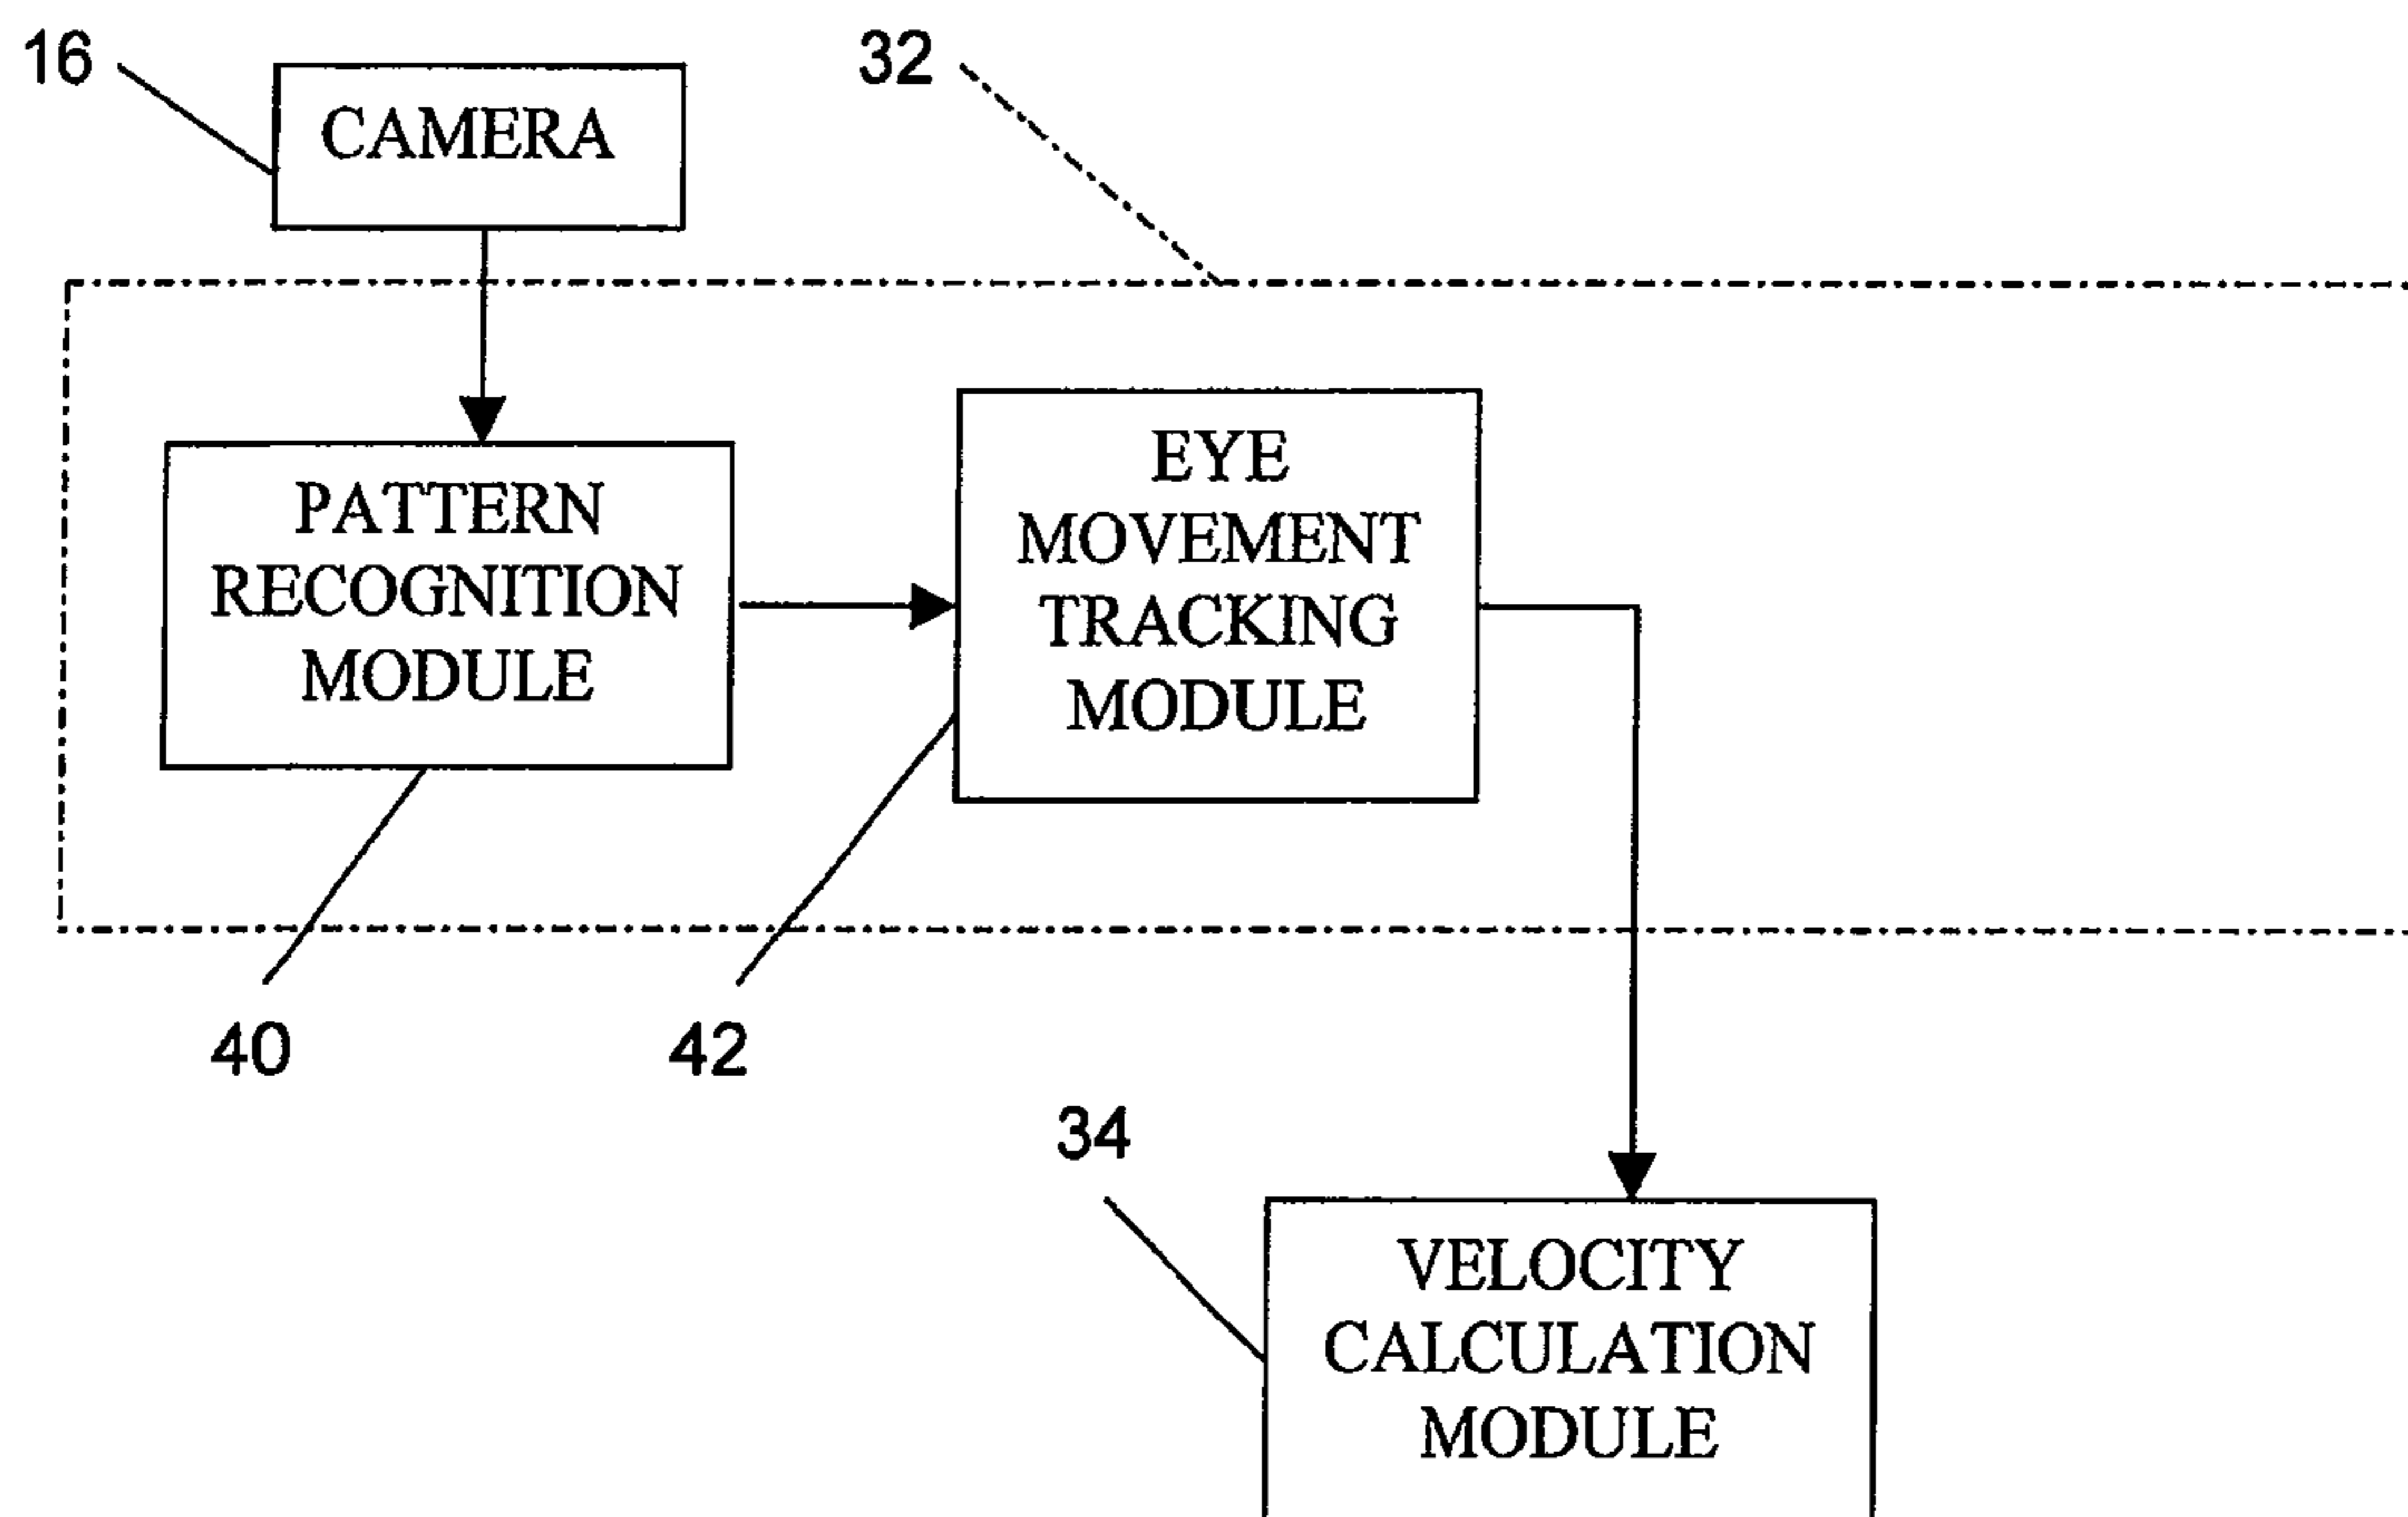 16
CAMERA
32
PATTERN
RECOGNITION
MODULE
EYE
MOVEMENT
TRACKING
MODULE
40
42
34
VELOCITY
CALCULATION
MODULE